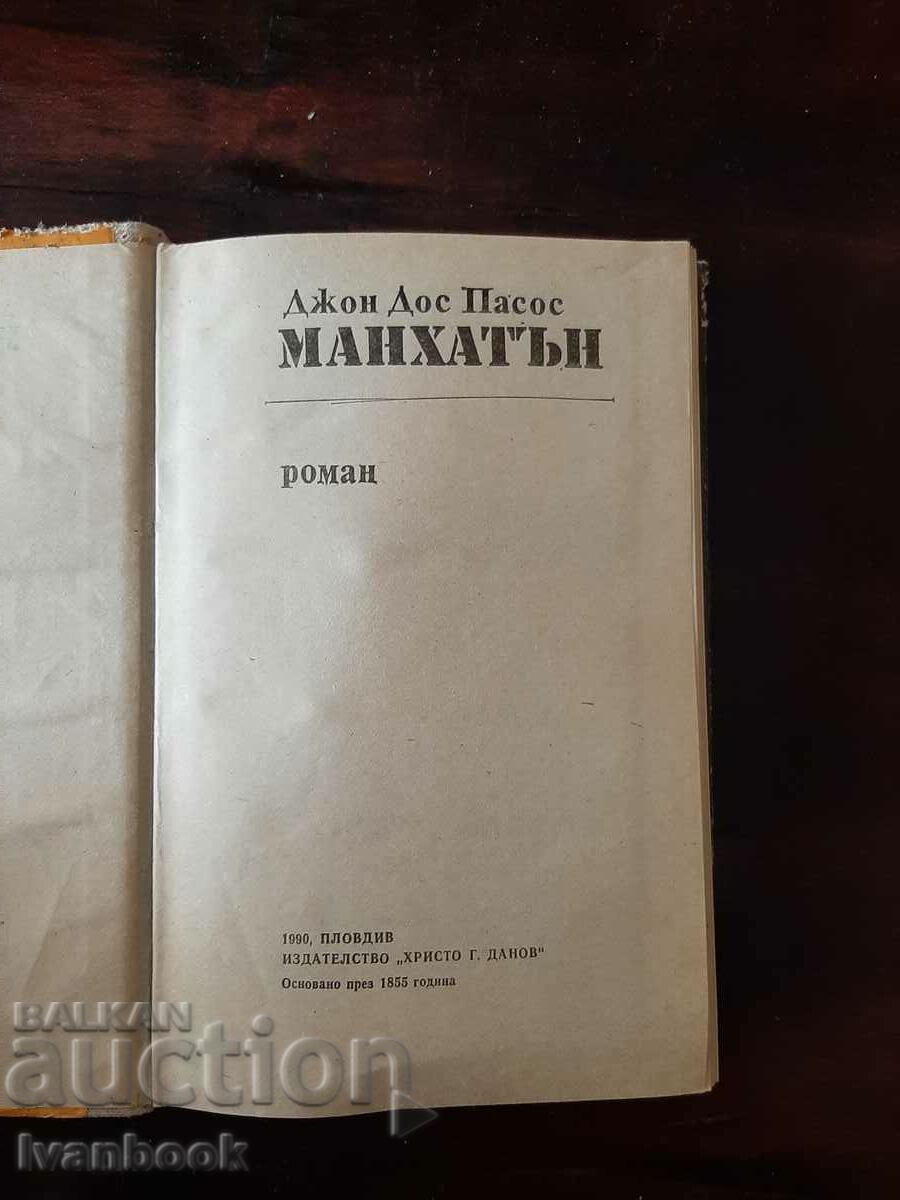 Джон Дос Пасос
МАНХАТЪН
роман
1990, ПЛОВДИВ
ИЗДАТЕЛСТВО „ХРИСТО Г. ДАНОВ"
Основано през 1855 година
BALKAN
auction
Ivanbook